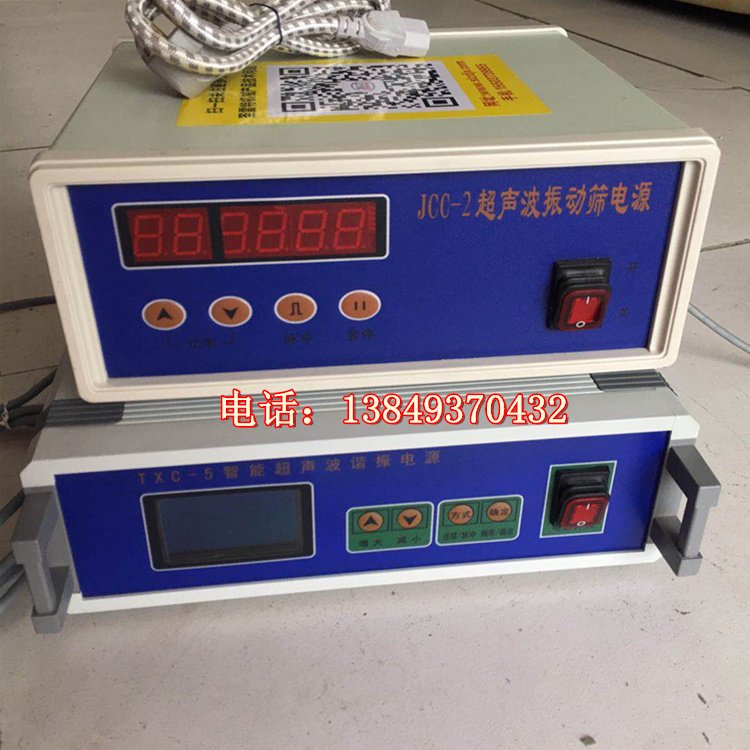 JCC-2超声波振动筛电源
开
关
功率
脉冲
暂停
电话：13849370432
TXC-5智能超声波谐振电源
增大
减小
方式
确定